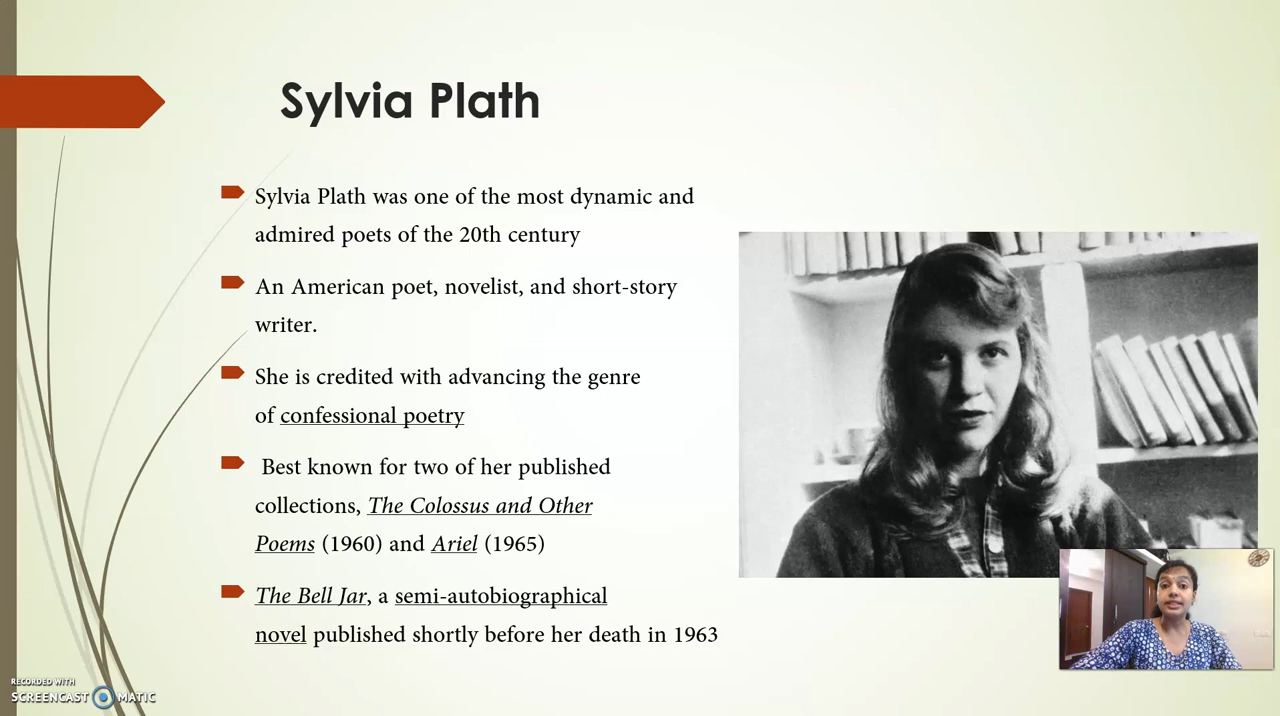 Sylvia Plath
Sylvia Plath was one of the most dynamic and
admired poets of the 20th century
An American poet, novelist, and short-story
writer.
She is credited with advancing the genre
of confessional poetry
Best known for two of her published
collections, The Colossus and Other
Poems (1960) and Ariel (1965)
The Bell Jar, a semi-autobiographical
novel published shortly before her death in 1963
RECORDED WITH
SCREENCAST MATIC